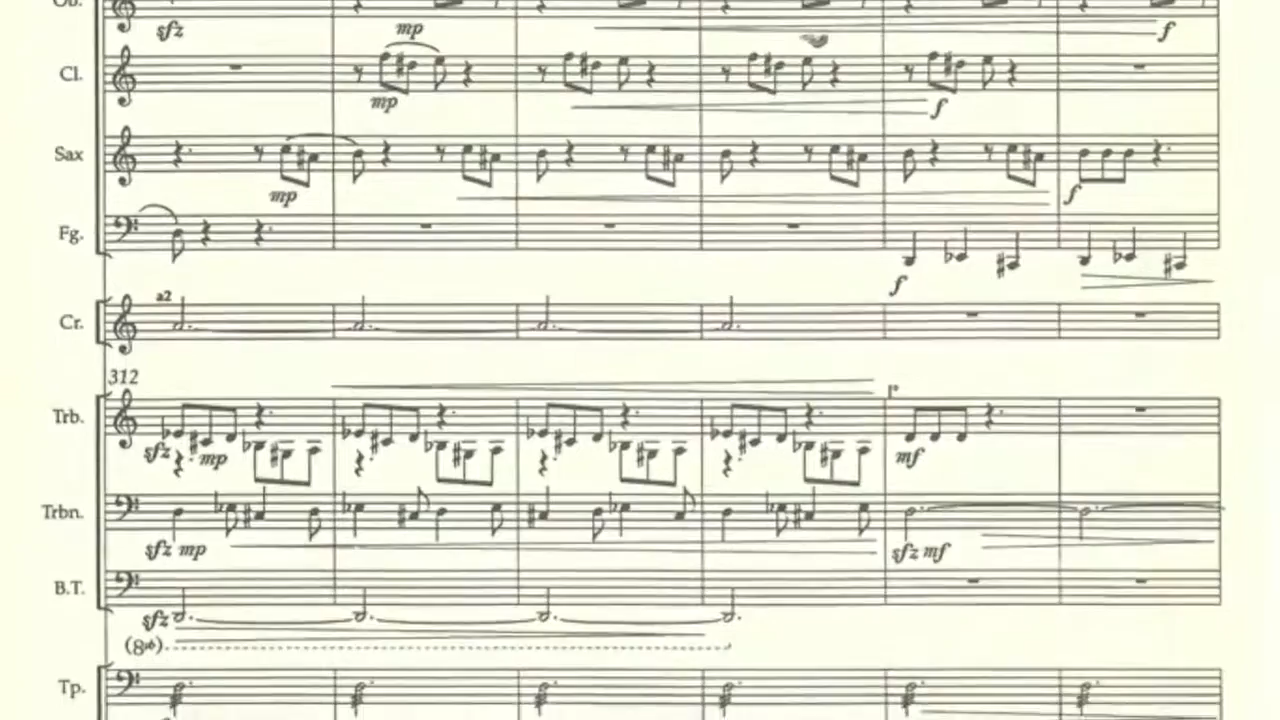 Ob.
sfz mp f
Cl.
mp f
Sax
mp f
Fg.
f
a2
Cr.
312
Trb.
sfz mp mf
Trbn.
sfz mp sfz mf
B.T.
sfz
(8vb)
Tp.